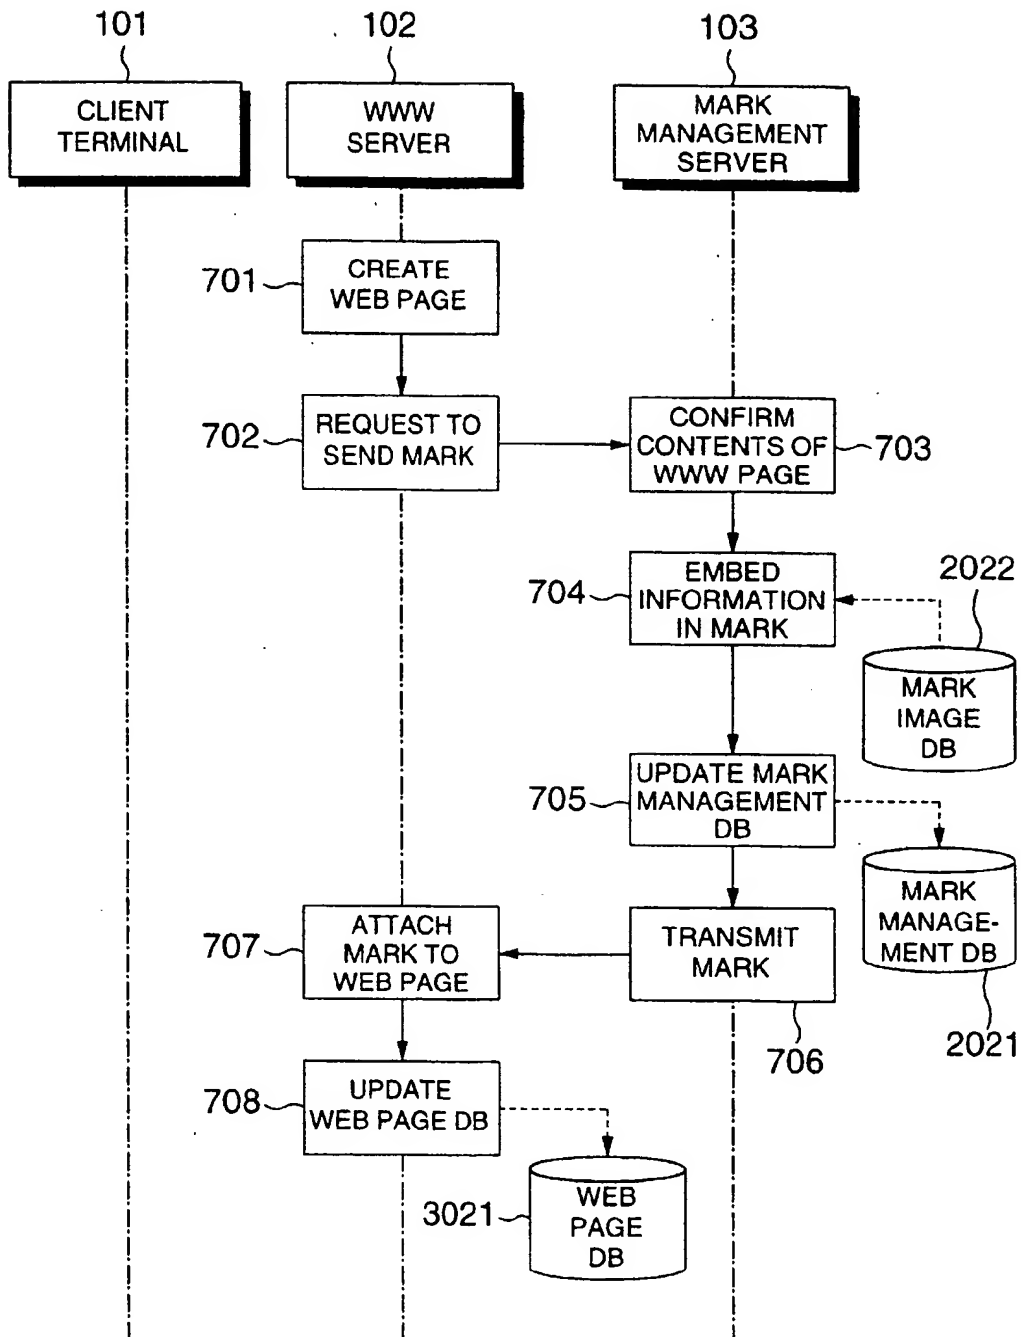 101
102
103
CLIENT
TERMINAL
WWW
SERVER
MARK
MANAGEMENT
SERVER
701
CREATE
WEB PAGE
702
REQUEST TO
SEND MARK
CONFIRM
CONTENTS OF
WWW PAGE
703
704
EMBED
INFORMATION
IN MARK
2022
MARK
IMAGE
DB
705
UPDATE MARK
MANAGEMENT
DB
MARK
MANAGE-
MENT DB
2021
707
ATTACH
MARK TO
WEB PAGE
TRANSMIT
MARK
706
708
UPDATE
WEB PAGE DB
3021
WEB
PAGE
DB